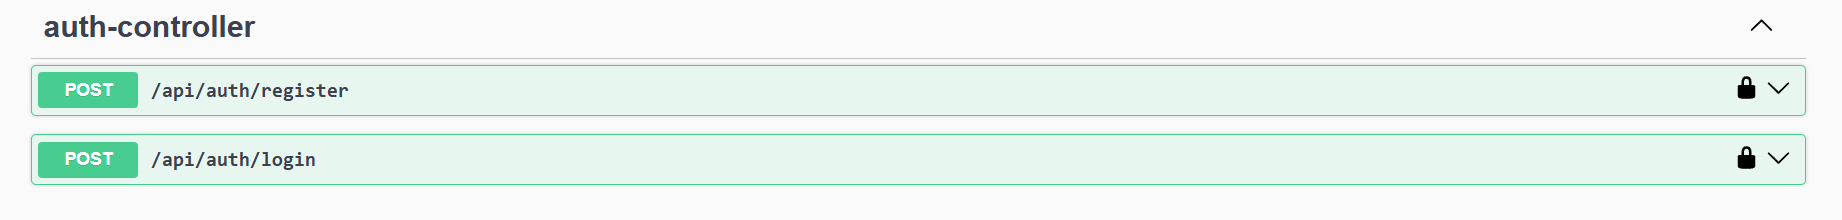 auth-controller
POST /api/auth/register
POST /api/auth/login